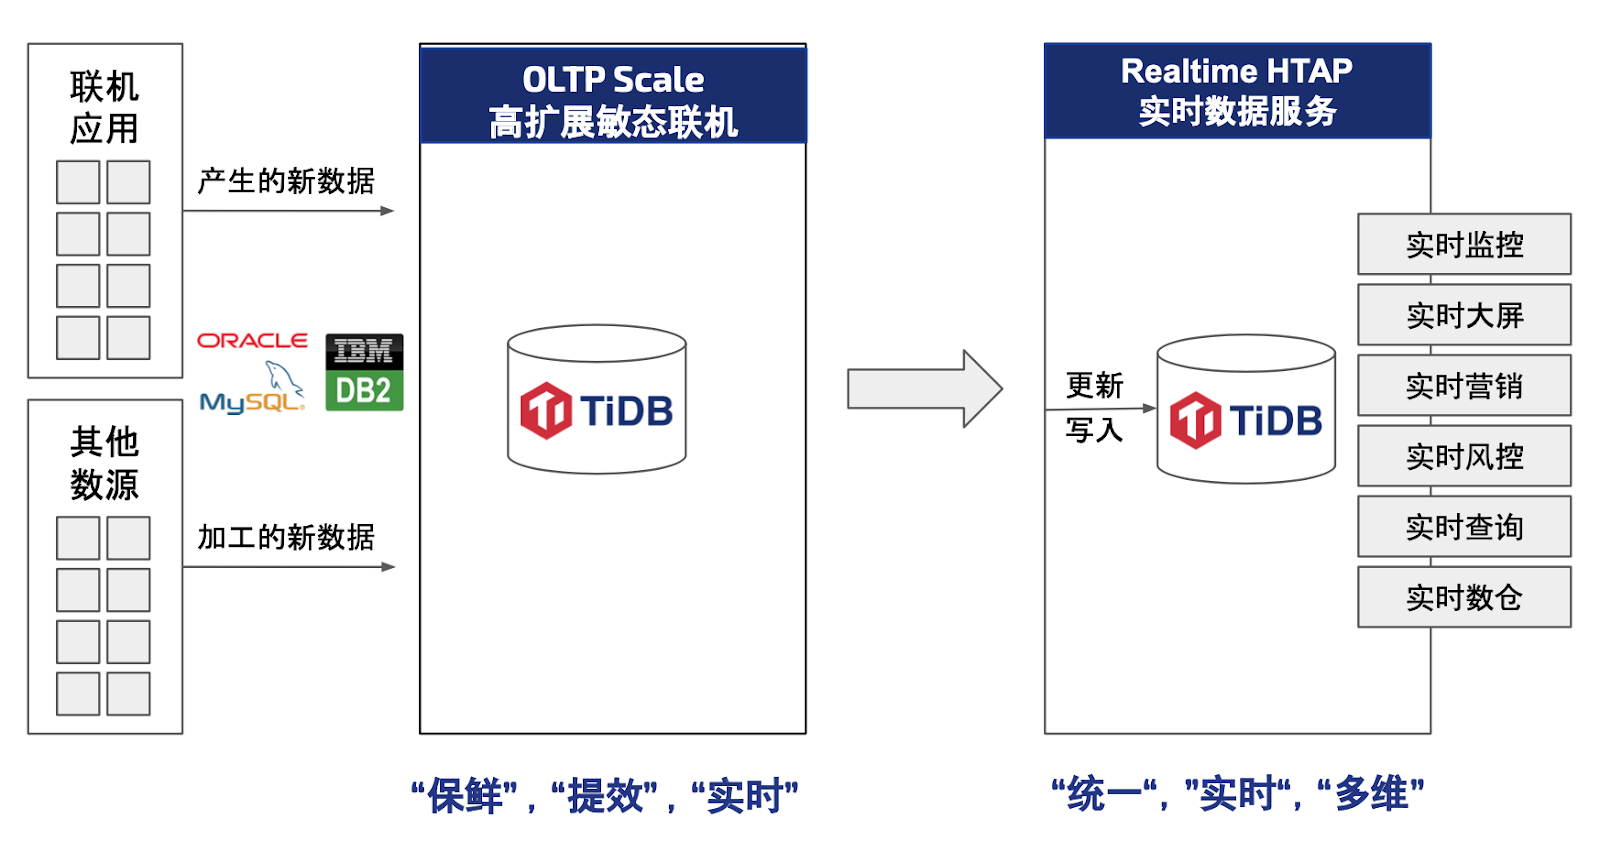 联机
应用
产生的新数据
ORACLE
MySQL
IBM
DB2
其他
数源
加工的新数据
OLTP Scale
高扩展敏态联机
TiDB
“保鲜”,“提效”,“实时”
Realtime HTAP
实时数据服务
更新
写入
TiDB
实时监控
实时大屏
实时营销
实时风控
实时查询
实时数仓
“统一“, ”实时“, “多维”